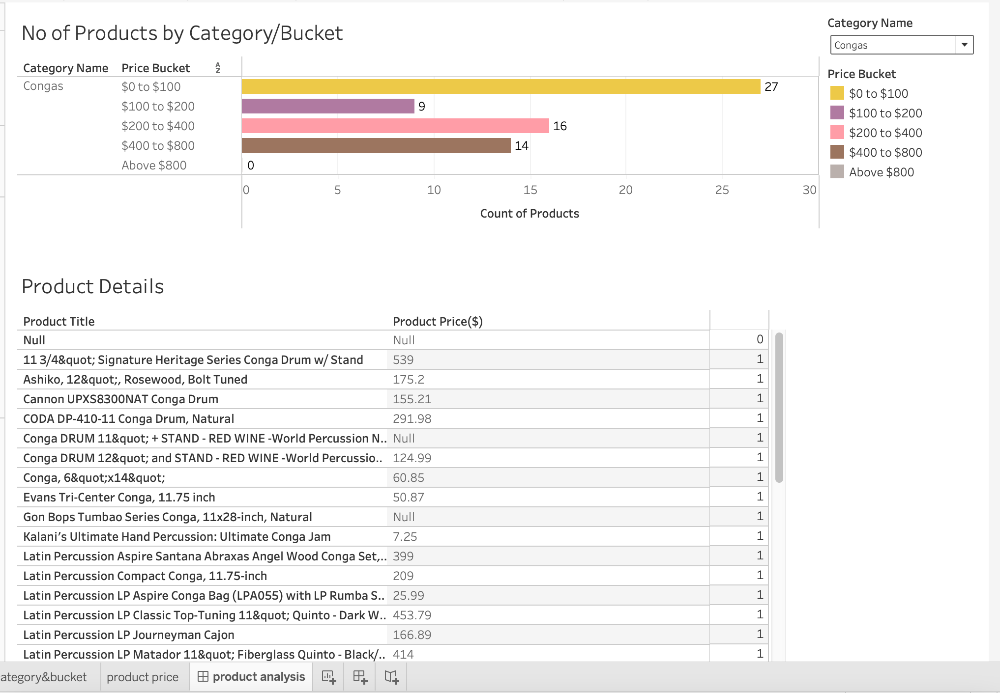 No of Products by Category/Bucket
Category Name
Congas
Category Name Price Bucket A Z
Congas $0 to $100 27
$100 to $200 9
$200 to $400 16
$400 to $800 14
Above $800 0
0 5 10 15 20 25 30
Count of Products
Price Bucket
$0 to $100
$100 to $200
$200 to $400
$400 to $800
Above $800
Product Details
Product Title Product Price($)
Null Null 0
11 3/4&quot; Signature Heritage Series Conga Drum w/ Stand 539 1
Ashiko, 12&quot;, Rosewood, Bolt Tuned 175.2 1
Cannon UPXS8300NAT Conga Drum 155.21 1
CODA DP-410-11 Conga Drum, Natural 291.98 1
Conga DRUM 11&quot; + STAND - RED WINE -World Percussion N.. Null 1
Conga DRUM 12&quot; and STAND - RED WINE -World Percussio.. 124.99 1
Conga, 6&quot;x14&quot; 60.85 1
Evans Tri-Center Conga, 11.75 inch 50.87 1
Gon Bops Tumbao Series Conga, 11x28-inch, Natural Null 1
Kalani’s Ultimate Hand Percussion: Ultimate Conga Jam 7.25 1
Latin Percussion Aspire Santana Abraxas Angel Wood Conga Set,.. 399 1
Latin Percussion Compact Conga, 11.75-inch 209 1
Latin Percussion LP Aspire Conga Bag (LPA055) with LP Rumba S.. 25.99 1
Latin Percussion LP Classic Top-Tuning 11&quot; Quinto - Dark W.. 453.79 1
Latin Percussion LP Journeyman Cajon 166.89 1
Latin Percussion LP Matador 11&quot; Fiberglass Quinto - Black/.. 414 1
ategory&bucket product price product analysis